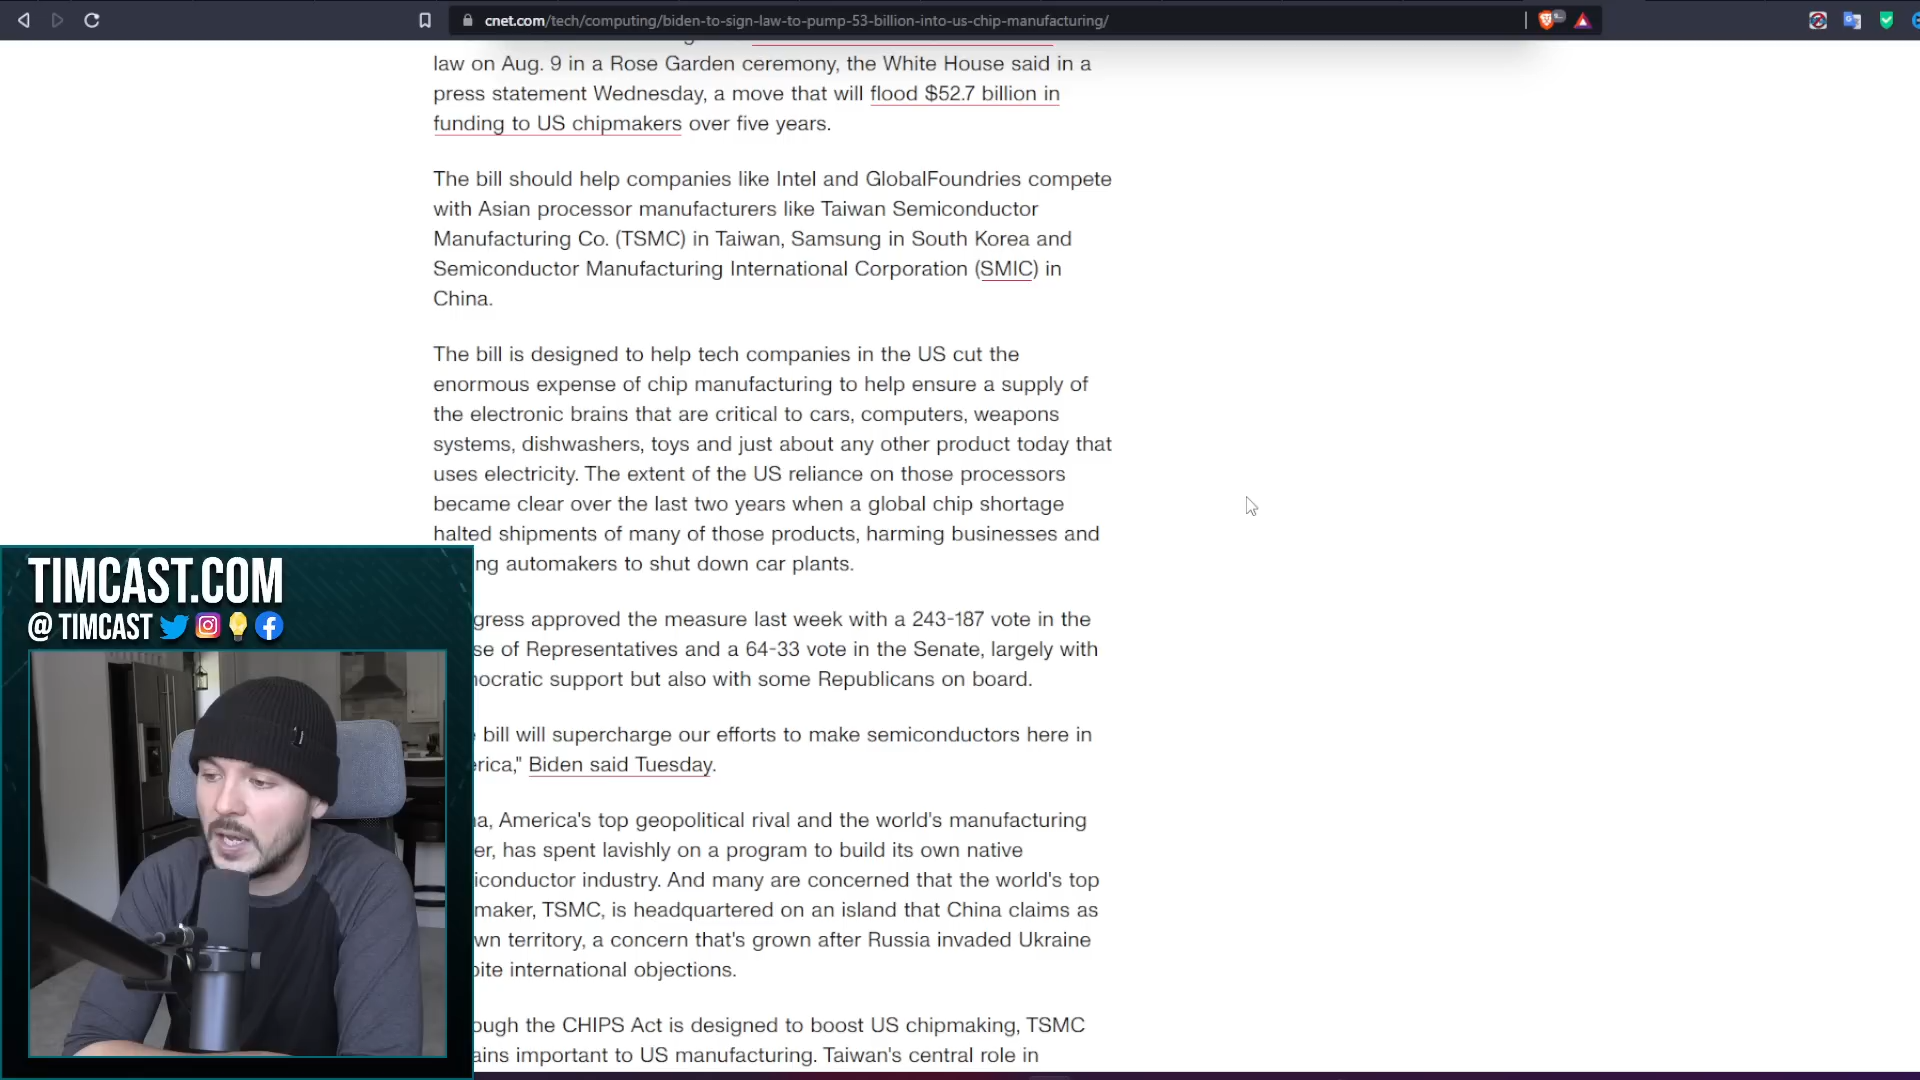 cnet.com/tech/computing/biden-to-sign-law-to-pump-53-billion-into-us-chip-manufacturing/
law on Aug. 9 in a Rose Garden ceremony, the White House said in a
press statement Wednesday, a move that will flood $52.7 billion in
funding to US chipmakers over five years.
The bill should help companies like Intel and GlobalFoundries compete
with Asian processor manufacturers like Taiwan Semiconductor
Manufacturing Co. (TSMC) in Taiwan, Samsung in South Korea and
Semiconductor Manufacturing International Corporation (SMIC) in
China.
The bill is designed to help tech companies in the US cut the
enormous expense of chip manufacturing to help ensure a supply of
the electronic brains that are critical to cars, computers, weapons
systems, dishwashers, toys and just about any other product today that
uses electricity. The extent of the US reliance on those processors
became clear over the last two years when a global chip shortage
halted shipments of many of those products, harming businesses and
ng automakers to shut down car plants.
gress approved the measure last week with a 243-187 vote in the
se of Representatives and a 64-33 vote in the Senate, largely with
ocratic support but also with some Republicans on board.
bill will supercharge our efforts to make semiconductors here in
erica," Biden said Tuesday.
a, America's top geopolitical rival and the world's manufacturing
er, has spent lavishly on a program to build its own native
iconductor industry. And many are concerned that the world's top
maker, TSMC, is headquartered on an island that China claims as
wn territory, a concern that's grown after Russia invaded Ukraine
ite international objections.
ough the CHIPS Act is designed to boost US chipmaking, TSMC
ains important to US manufacturing. Taiwan's central role in
TIMCAST.COM
@ TIMCAST